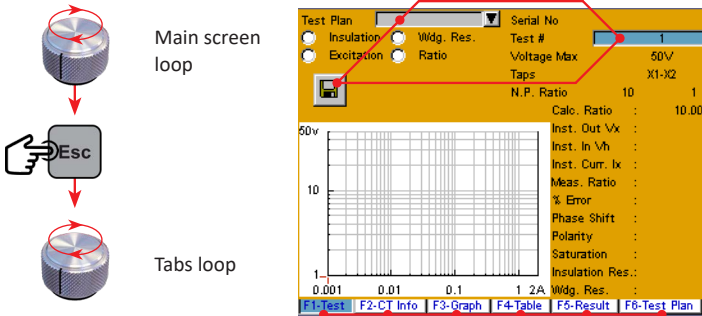 Main screen
loop
Esc
Tabs loop
Test Plan
Insulation Wdg. Res.
Excitation Ratio
Serial No
Test # 1
Voltage Max 50V
Taps X1-X2
N.P. Ratio 10 1
Calc. Ratio : 10.00
Inst. Out Vx :
Inst. In Vh :
Inst. Curr. Ix :
Meas. Ratio :
% Error :
Phase Shift :
Polarity :
Saturation :
Insulation Res.:
Wdg. Res. :
50v
10
1
0.001 0.01 0.1 1 2A
F1-Test F2-CT Info F3-Graph F4-Table F5-Result F6-Test Plan